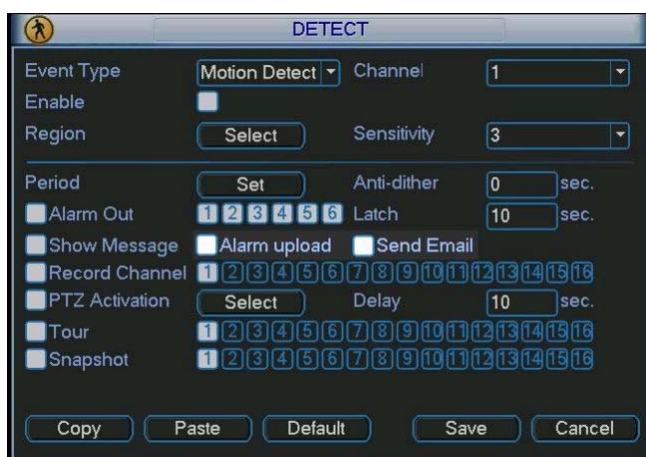 DETECT
Event Type Motion Detect Channel 1
Enable
Region Select Sensitivity 3
Period Set Anti-dither 0 sec.
Alarm Out 1 2 3 4 5 6 Latch 10 sec.
Show Message Alarm upload Send Email
Record Channel 1 2 3 4 5 6 7 8 9 10 11 12 13 14 15 16
PTZ Activation Select Delay 10 sec.
Tour 1 2 3 4 5 6 7 8 9 10 11 12 13 14 15 16
Snapshot 1 2 3 4 5 6 7 8 9 10 11 12 13 14 15 16
Copy Paste Default Save Cancel